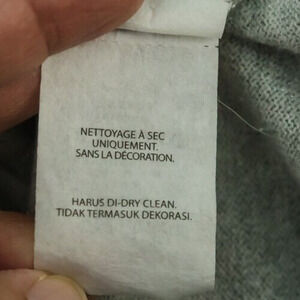 NETTOYAGE À SEC
UNIQUEMENT.
SANS LA DÉCORATION.
HARUS DI-DRY CLEAN.
TIDAK TERMASUK DEKORASI.